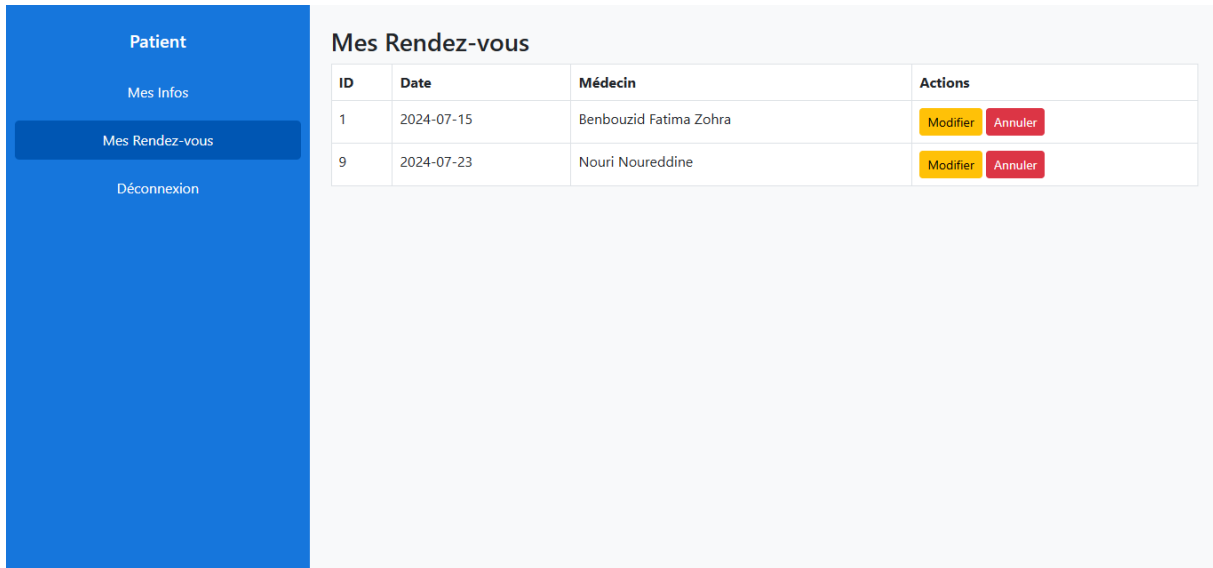 Patient
Mes Infos
Mes Rendez-vous
Déconnexion
Mes Rendez-vous
ID Date Médecin Actions
1 2024-07-15 Benbouzid Fatima Zohra Modifier Annuler
9 2024-07-23 Nouri Noureddine Modifier Annuler